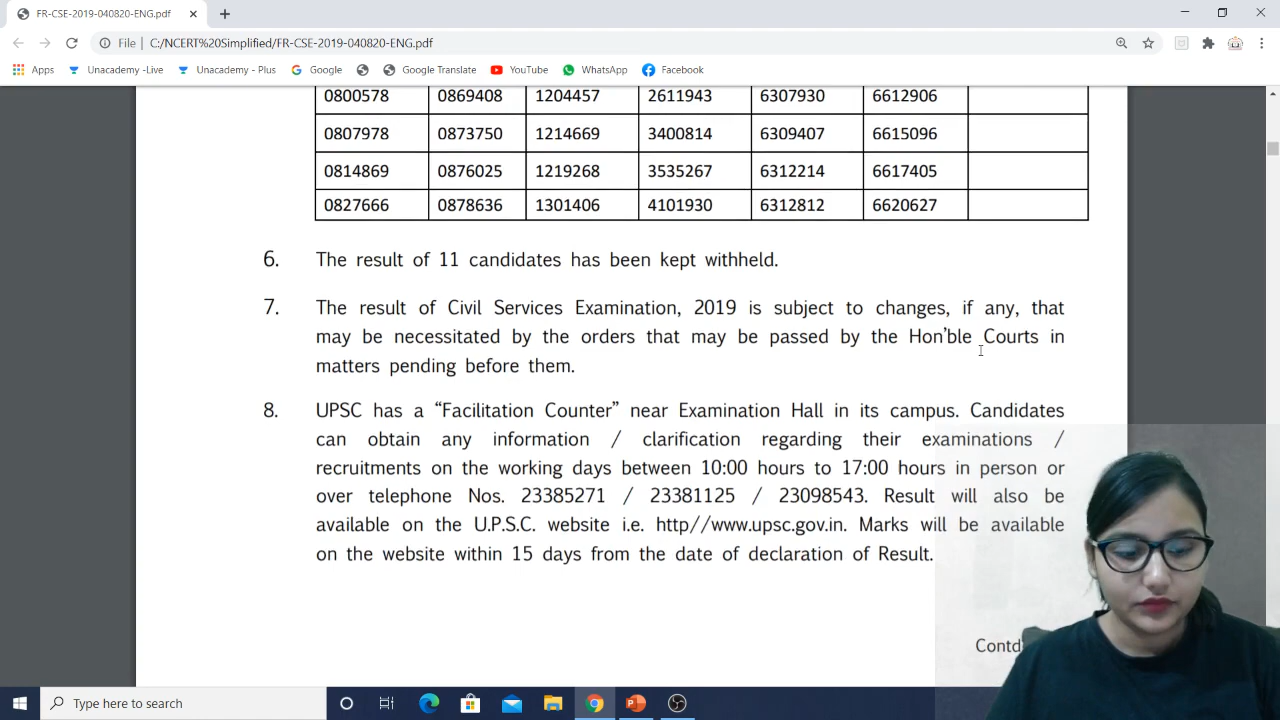 FR-CSE-2019-040820-ENG.pdf
File C:/NCERT%20Simplified/FR-CSE-2019-040820-ENG.pdf
Apps Unacademy -Live Unacademy - Plus Google Google Translate YouTube WhatsApp Facebook
0800578 0869408 1204457 2611943 6307930 6612906
0807978 0873750 1214669 3400814 6309407 6615096
0814869 0876025 1219268 3535267 6312214 6617405
0827666 0878636 1301406 4101930 6312812 6620627
6. The result of 11 candidates has been kept withheld.
7. The result of Civil Services Examination, 2019 is subject to changes, if any, that
may be necessitated by the orders that may be passed by the Hon’ble Courts in
matters pending before them.
8. UPSC has a “Facilitation Counter” near Examination Hall in its campus. Candidates
can obtain any information / clarification regarding their examinations /
recruitments on the working days between 10:00 hours to 17:00 hours in person or
over telephone Nos. 23385271 / 23381125 / 23098543. Result will also be
available on the U.P.S.C. website i.e. http//www.upsc.gov.in. Marks will be available
on the website within 15 days from the date of declaration of Result.
Contd
Type here to search